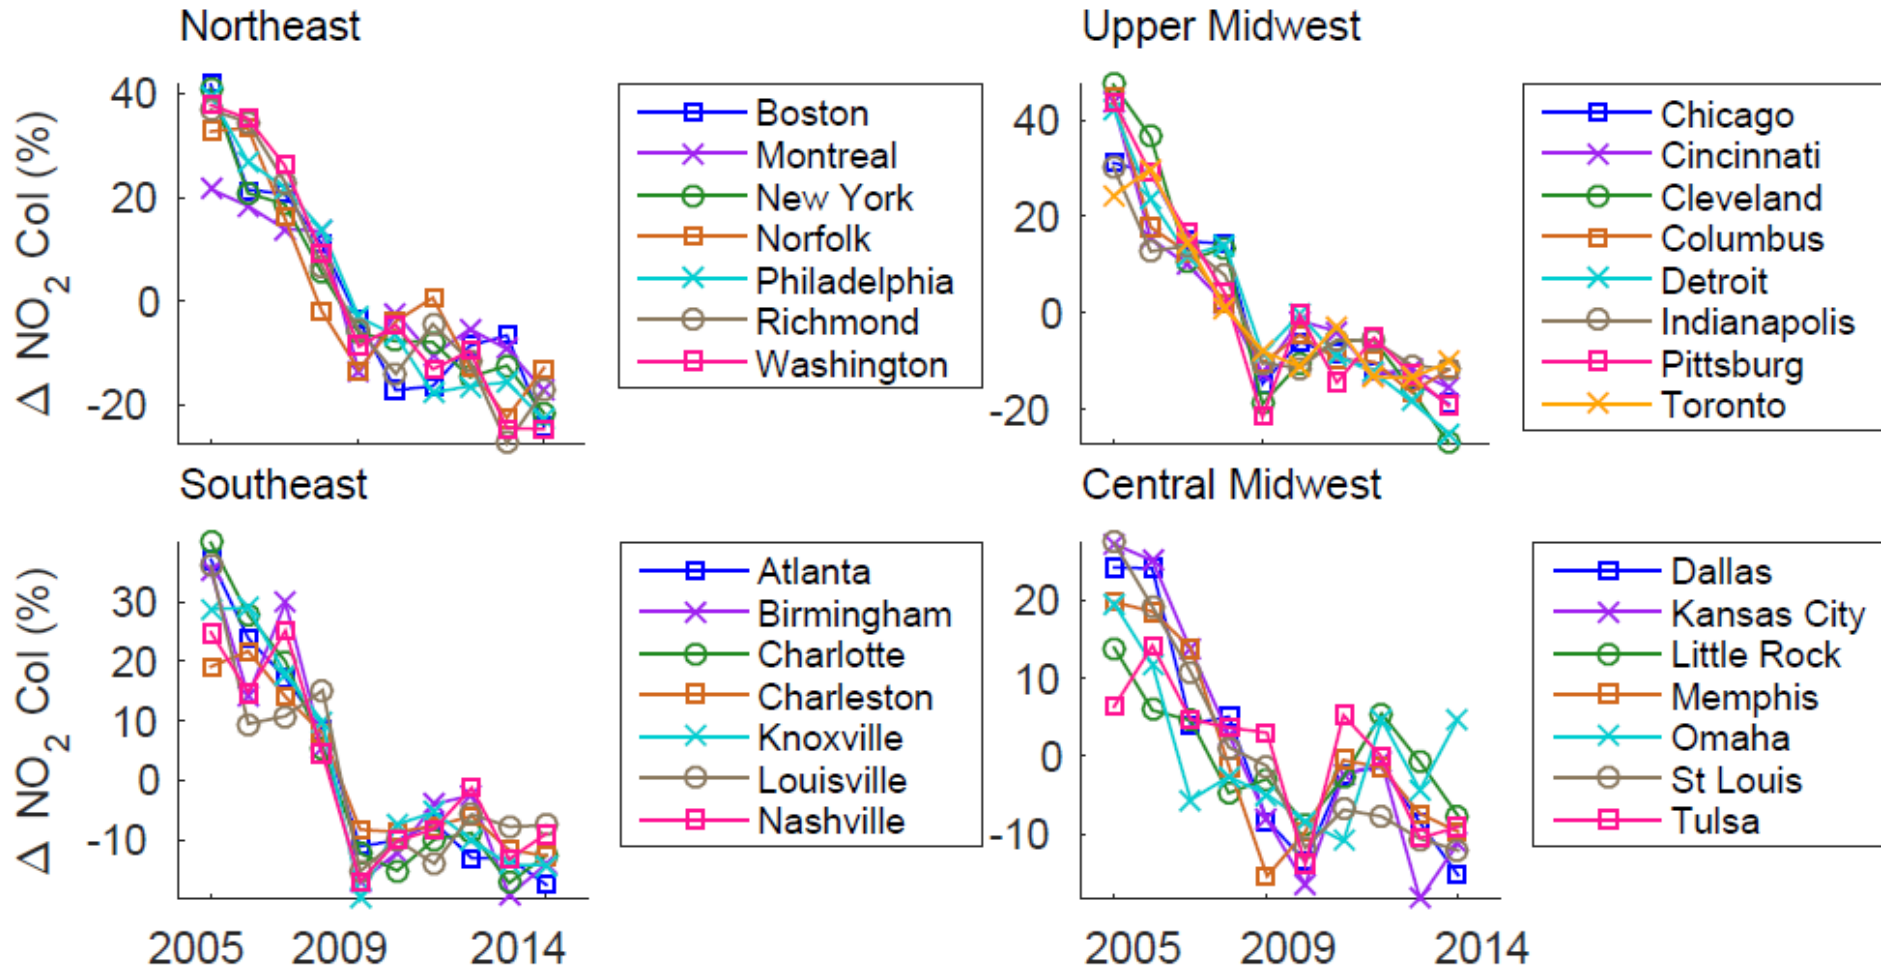 Northeast
Δ NO2 Col (%)
40
20
0
-20
Boston
Montreal
New York
Norfolk
Philadelphia
Richmond
Washington
Upper Midwest
40
20
0
-20
Chicago
Cincinnati
Cleveland
Columbus
Detroit
Indianapolis
Pittsburg
Toronto
Southeast
Δ NO2 Col (%)
30
20
10
0
-10
2005 2009 2014
Atlanta
Birmingham
Charlotte
Charleston
Knoxville
Louisville
Nashville
Central Midwest
20
10
0
-10
2005 2009 2014
Dallas
Kansas City
Little Rock
Memphis
Omaha
St Louis
Tulsa